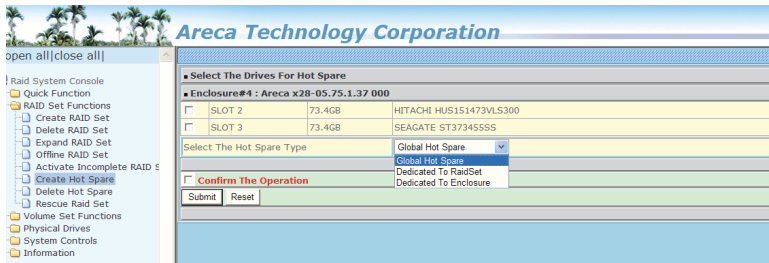 Areca Technology Corporation
open all|close all|
Raid System Console
Quick Function
RAID Set Functions
Create RAID Set
Delete RAID Set
Expand RAID Set
Offline RAID Set
Activate Incomplete RAID S
Create Hot Spare
Delete Hot Spare
Rescue Raid Set
Volume Set Functions
Physical Drives
System Controls
Information
Select The Drives For Hot Spare
Enclosure#4 : Areca x28-05.75.1.37 000
SLOT 2 73.4GB HITACHI HUS151473VLS300
SLOT 3 73.4GB SEAGATE ST373455SS
Select The Hot Spare Type Global Hot Spare
Global Hot Spare
Dedicated To RaidSet
Dedicated To Enclosure
Confirm The Operation
Submit Reset